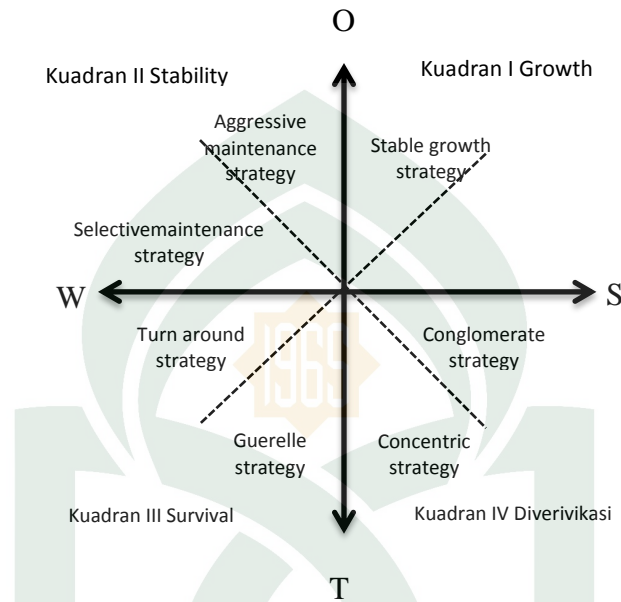 O
Kuadran II Stability
Kuadran I Growth
Aggressive
maintenance
strategy
Stable growth
strategy
Selectivemaintenance
strategy
W
S
Turn around
strategy
Conglomerate
strategy
1969
Guerelle
strategy
Concentric
strategy
Kuadran III Survival
Kuadran IV Diverivikasi
T